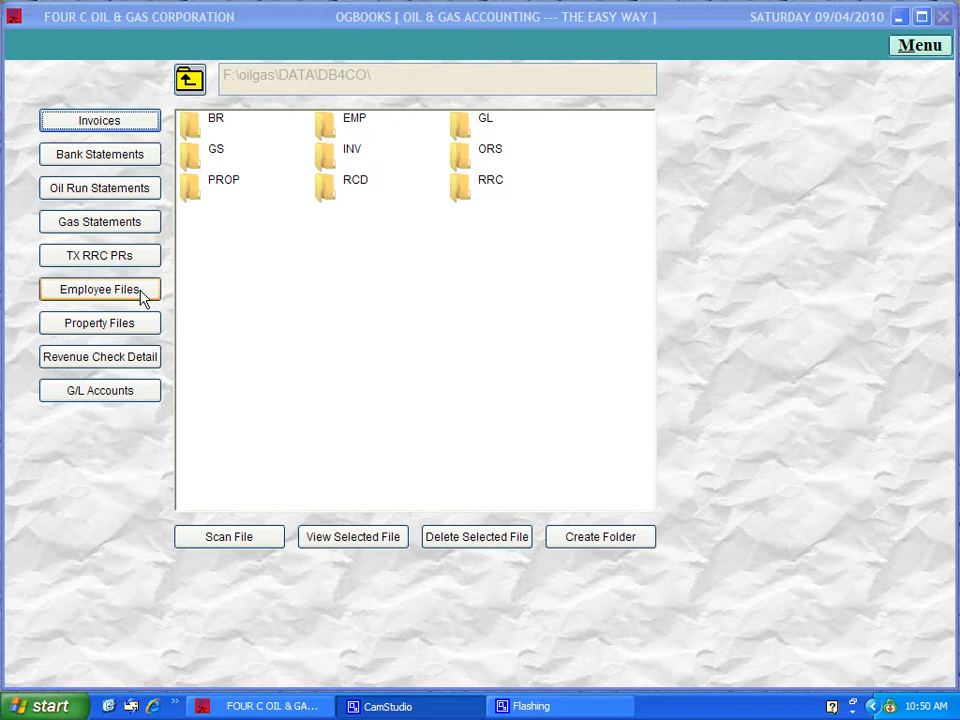 FOUR C OIL & GAS CORPORATION OGBOOKS [ OIL & GAS ACCOUNTING --- THE EASY WAY ] SATURDAY 09/04/2010
Menu
F:\oilgas\DATA\DB4CO\
Invoices
Bank Statements
Oil Run Statements
Gas Statements
TX RRC PRs
Employee Files
Property Files
Revenue Check Detail
G/L Accounts
BR EMP GL
GS INV ORS
PROP RCD RRC
Scan File View Selected File Delete Selected File Create Folder
start » FOUR C OIL & GA... CamStudio Flashing 10:50 AM